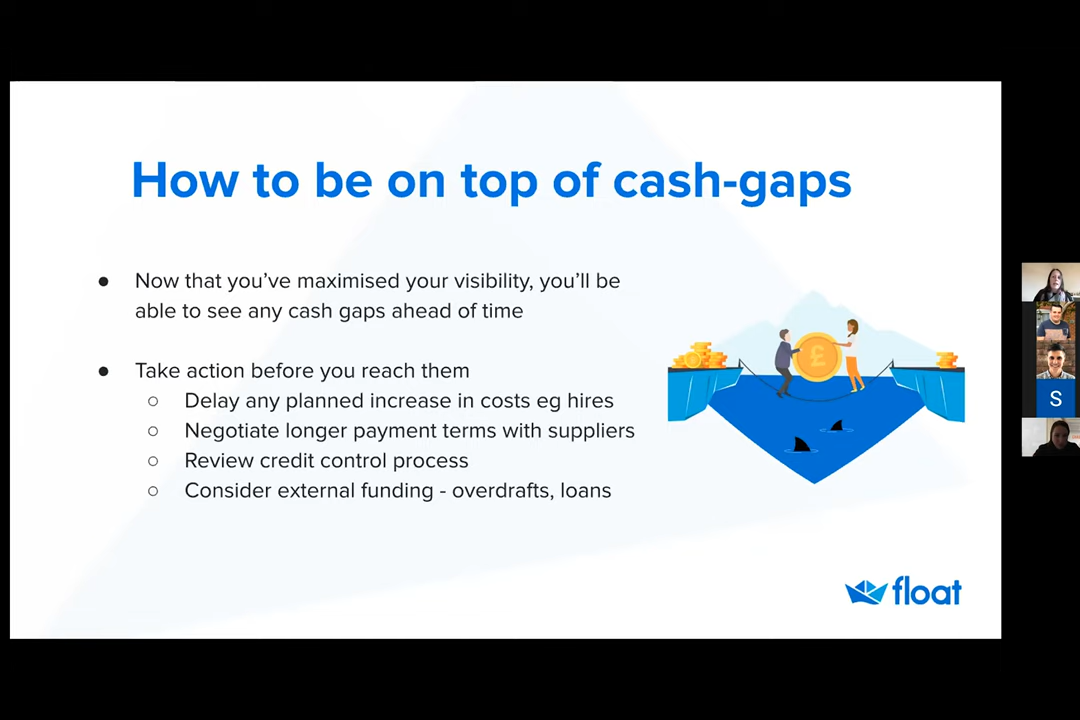 How to be on top of cash-gaps
● Now that you’ve maximised your visibility, you’ll be
able to see any cash gaps ahead of time
● Take action before you reach them
○ Delay any planned increase in costs eg hires
○ Negotiate longer payment terms with suppliers
○ Review credit control process
○ Consider external funding - overdrafts, loans
£
float
S